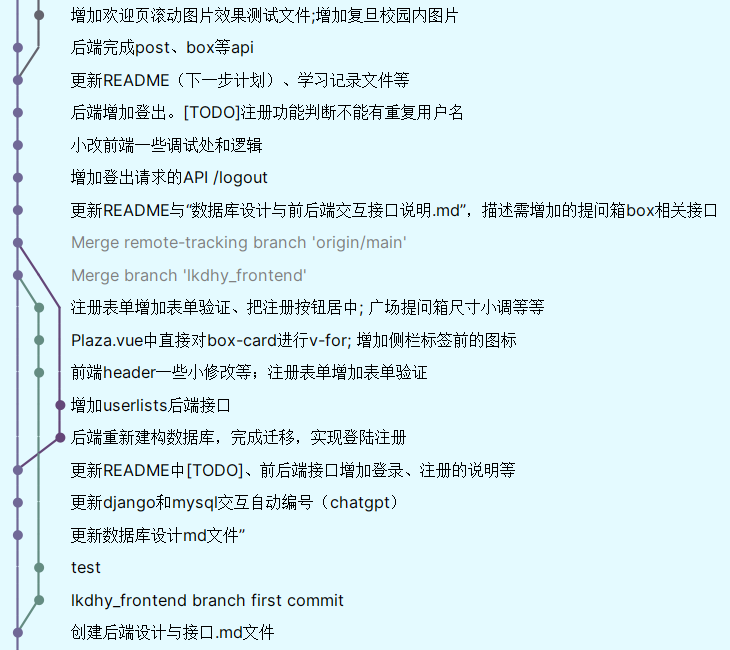 增加欢迎页滚动图片效果测试文件;增加复旦校园内图片
后端完成post、box等api
更新README（下一步计划）、学习记录文件等
后端增加登出。[TODO]注册功能判断不能有重复用户名
小改前端一些调试处和逻辑
增加登出请求的API /logout
更新README与“数据库设计与前后端交互接口说明.md”，描述需增加的提问箱box相关接口
Merge remote-tracking branch 'origin/main'
Merge branch 'lkdhy_frontend'
注册表单增加表单验证、把注册按钮居中; 广场提问箱尺寸小调等等
Plaza.vue中直接对box-card进行v-for; 增加侧栏标签前的图标
前端header一些小修改等；注册表单增加表单验证
增加userlists后端接口
后端重新建构数据库，完成迁移，实现登陆注册
更新README中[TODO]、前后端接口增加登录、注册的说明等
更新django和mysql交互自动编号（chatgpt）
更新数据库设计md文件”
test
lkdhy_frontend branch first commit
创建后端设计与接口.md文件